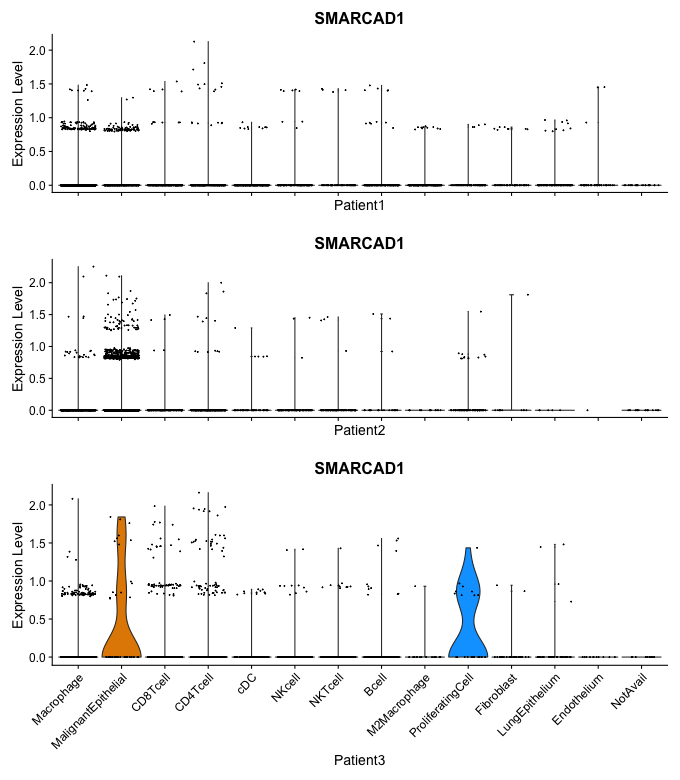 SMARCAD1
Expression Level
2.0
1.5
1.0
0.5
0.0
Patient1
SMARCAD1
Expression Level
2.0
1.5
1.0
0.5
0.0
Patient2
SMARCAD1
Expression Level
2.0
1.5
1.0
0.5
0.0
Macrophage
MalignantEpithelial
CD8Tcell
CD4Tcell
cDC
NKcell
NKTcell
Bcell
M2Macrophage
ProliferatingCell
Fibroblast
LungEpithelium
Endothelium
NotAvail
Patient3